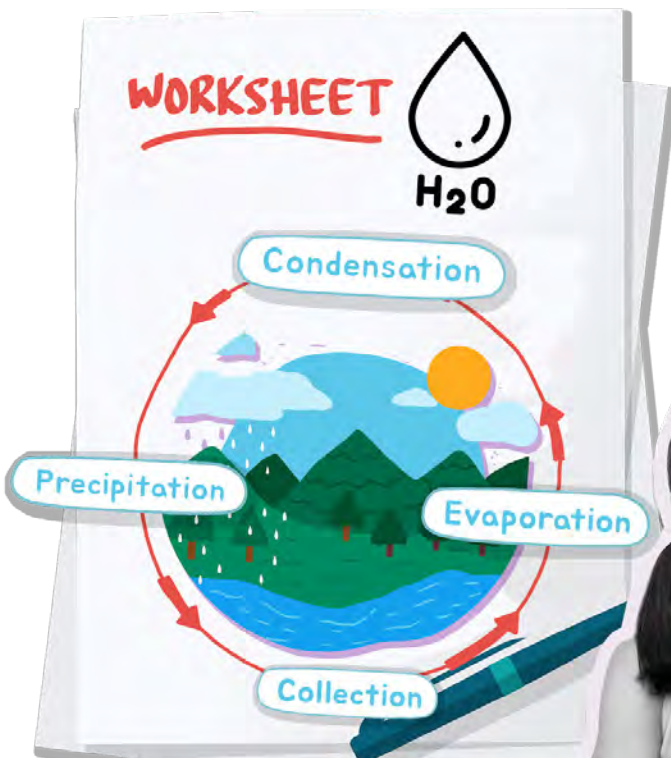 WORKSHEET
H2O
Condensation
Precipitation
Evaporation
Collection